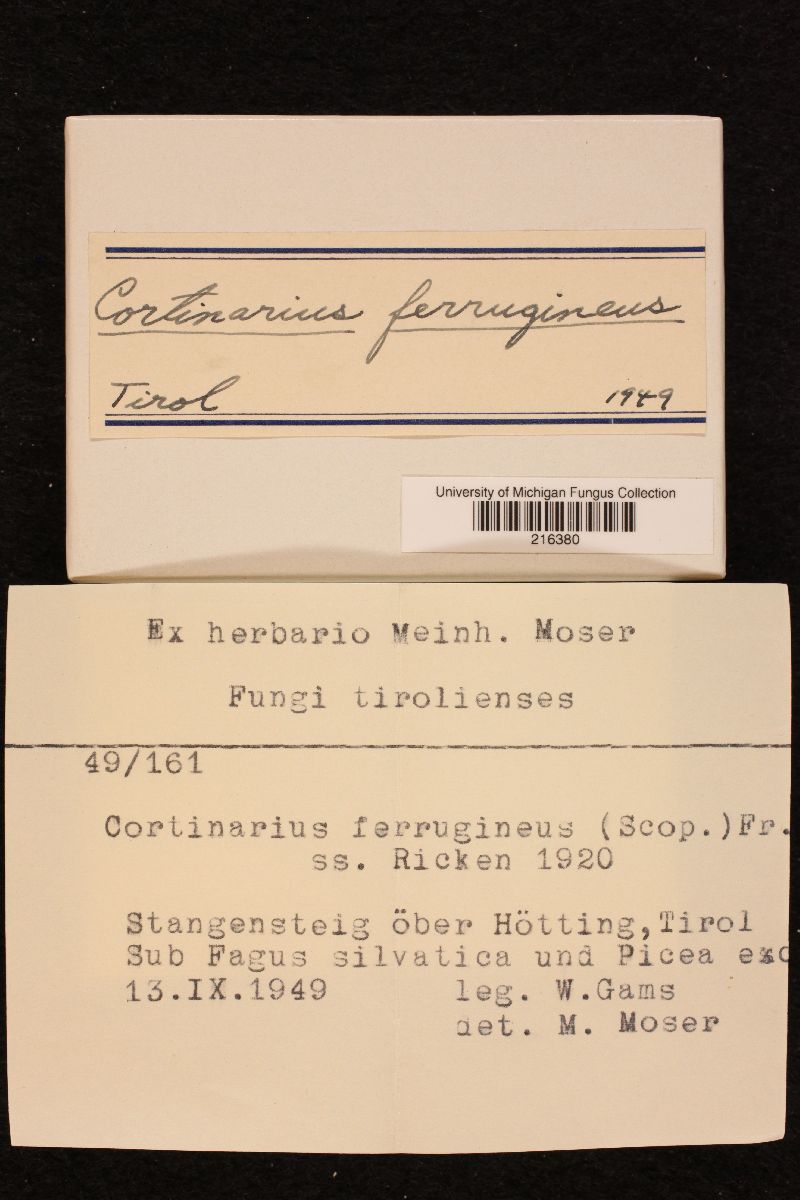 Cortinarius ferrugineus
Tirol 1949
University of Michigan Fungus Collection
216380
Ex herbario Meinh. Moser
Fungi tirolienses
49/161
Cortinarius ferrugineus (Scop.)Fr.
ss. Ricken 1920
Stangensteig öber Hötting,Tirol
Sub Fagus silvatica und Picea exc
13.IX.1949 leg. W.Gams
det. M. Moser